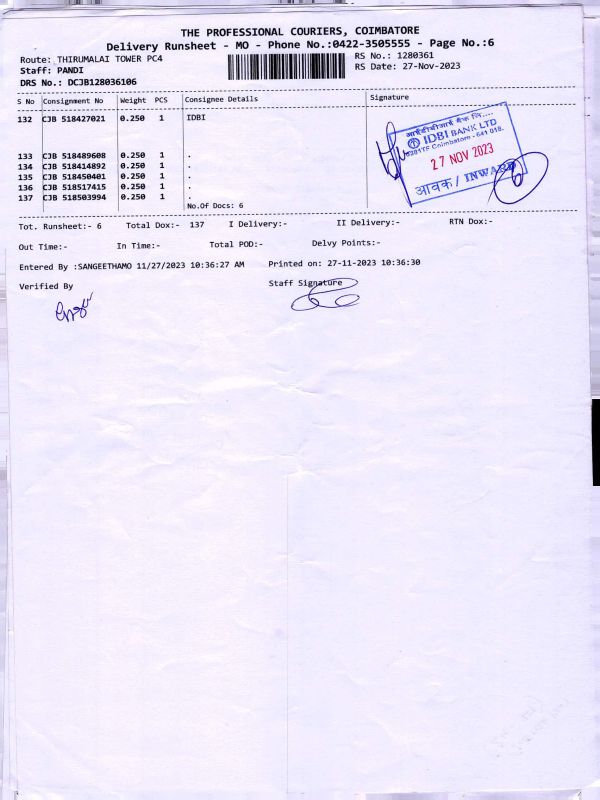 THE PROFESSIONAL COURIERS, COIMBATORE
Delivery Runsheet - MO - Phone No.:0422-3505555 - Page No.:6
Route: THIRUMALAI TOWER PC4 RS No.: 1280361
Staff: PANDI RS Date: 27-Nov-2023
DRS No.: DCJB128036106
S No Consignment No Weight PCS Consignee Details Signature
132 CJB 518427021 0.250 1 IDBI
133 CJB 518489608 0.250 1 .
134 CJB 518414892 0.250 1 .
135 CJB 518450401 0.250 1 .
136 CJB 518517415 0.250 1 .
137 CJB 518503994 0.250 1 .
No.Of Docs: 6
आईडीबीआई बैंक लि....
IDBI BANK LTD
Coimbatore - 641 018.
27 NOV 2023
आवक / INWARD
Tot. Runsheet:- 6 Total Dox:- 137 I Delivery:- II Delivery:- RTN Dox:-
Out Time:- In Time:- Total POD:- Delvy Points:-
Entered By :SANGEETHAMO 11/27/2023 10:36:27 AM Printed on: 27-11-2023 10:36:30
Verified By Staff Signature